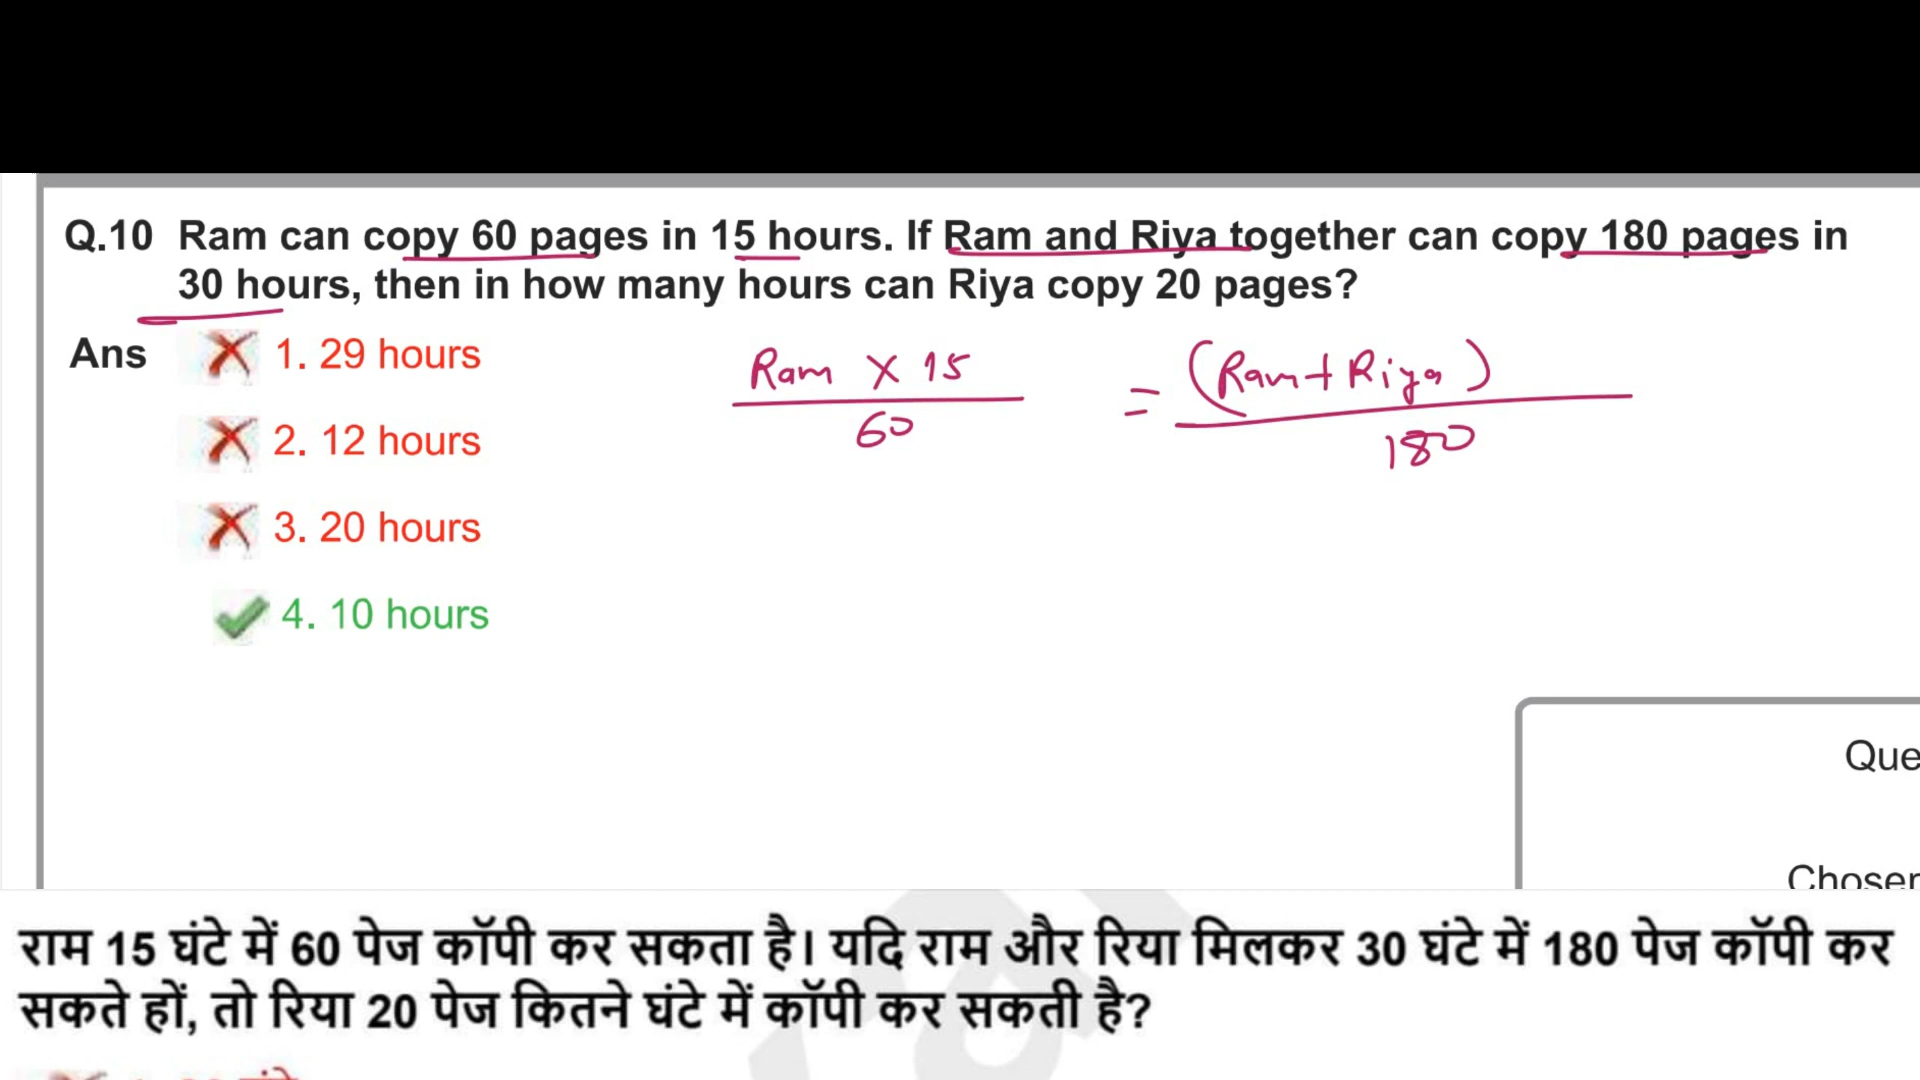 Q.10 Ram can copy 60 pages in 15 hours. If Ram and Riya together can copy 180 pages in
30 hours, then in how many hours can Riya copy 20 pages?
Ans 1. 29 hours
2. 12 hours
3. 20 hours
4. 10 hours
Ram × 15 = (Ram + Riya)
60 180
Que
Chosen
राम 15 घंटे में 60 पेज कॉपी कर सकता है। यदि राम और रिया मिलकर 30 घंटे में 180 पेज कॉपी कर
सकते हों, तो रिया 20 पेज कितने घंटे में कॉपी कर सकती है?